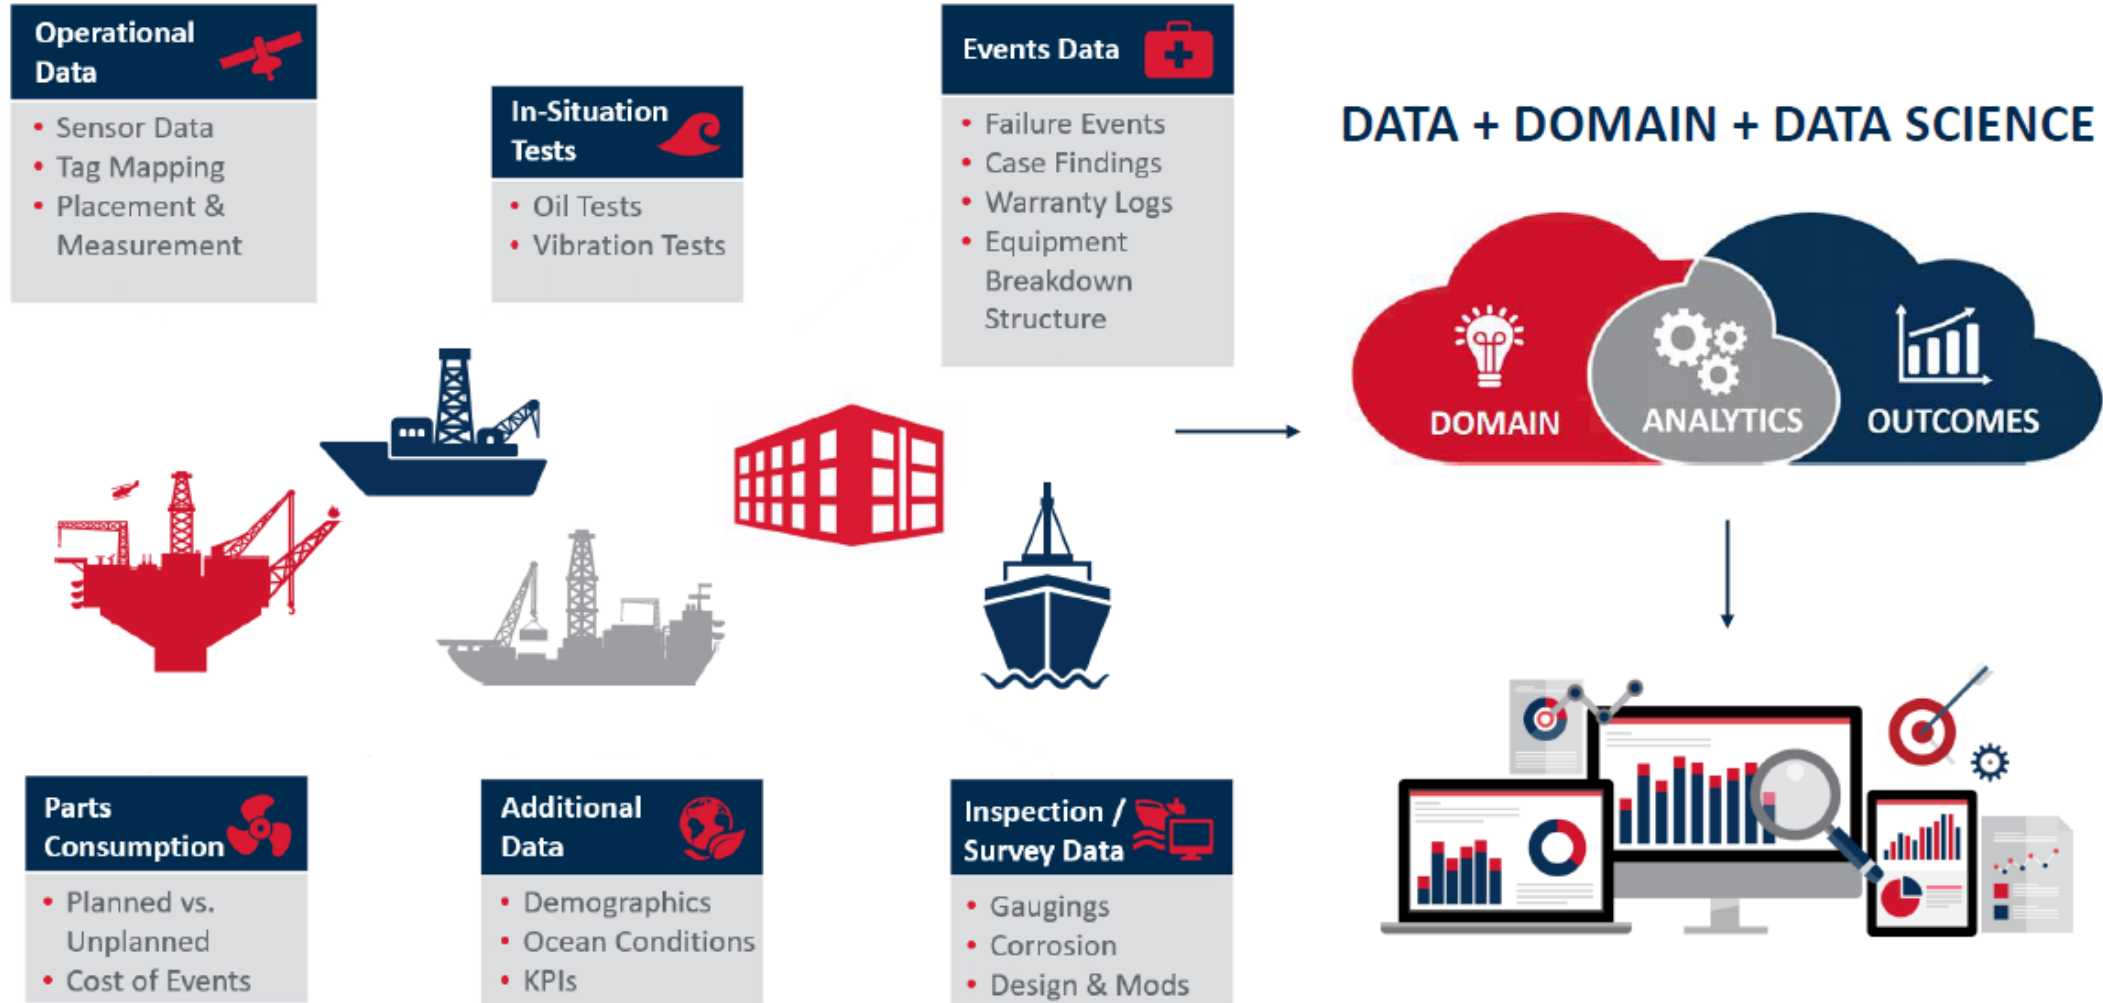 Operational
Data
• Sensor Data
• Tag Mapping
• Placement &
Measurement
In-Situation
Tests
• Oil Tests
• Vibration Tests
Events Data
• Failure Events
• Case Findings
• Warranty Logs
• Equipment
Breakdown
Structure
DATA + DOMAIN + DATA SCIENCE
DOMAIN
ANALYTICS
OUTCOMES
Parts
Consumption
• Planned vs.
Unplanned
• Cost of Events
Additional
Data
• Demographics
• Ocean Conditions
• KPIs
Inspection /
Survey Data
• Gaugings
• Corrosion
• Design & Mods